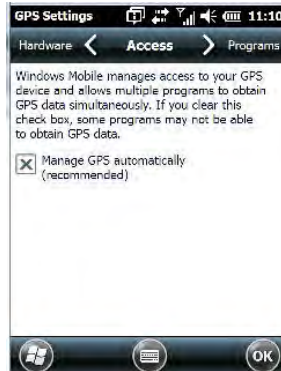 GPS Settings 11:10
Hardware Access Programs
Windows Mobile manages access to your GPS
device and allows multiple programs to obtain
GPS data simultaneously. If you clear this
check box, some programs may not be able
to obtain GPS data.
Manage GPS automatically
(recommended)
OK